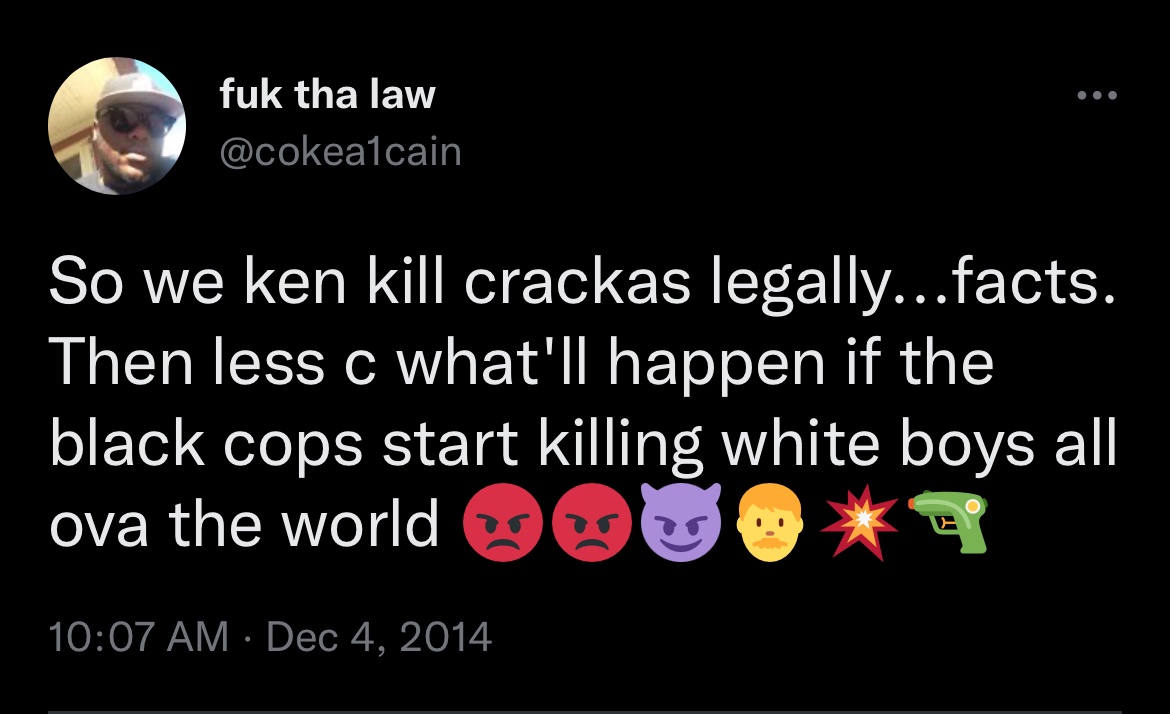 fuk tha law
@cokea1cain
So we ken kill crackas legally...facts.
Then less c what'll happen if the
black cops start killing white boys all
ova the world 😡😡😈👨💥🔫
10:07 AM · Dec 4, 2014